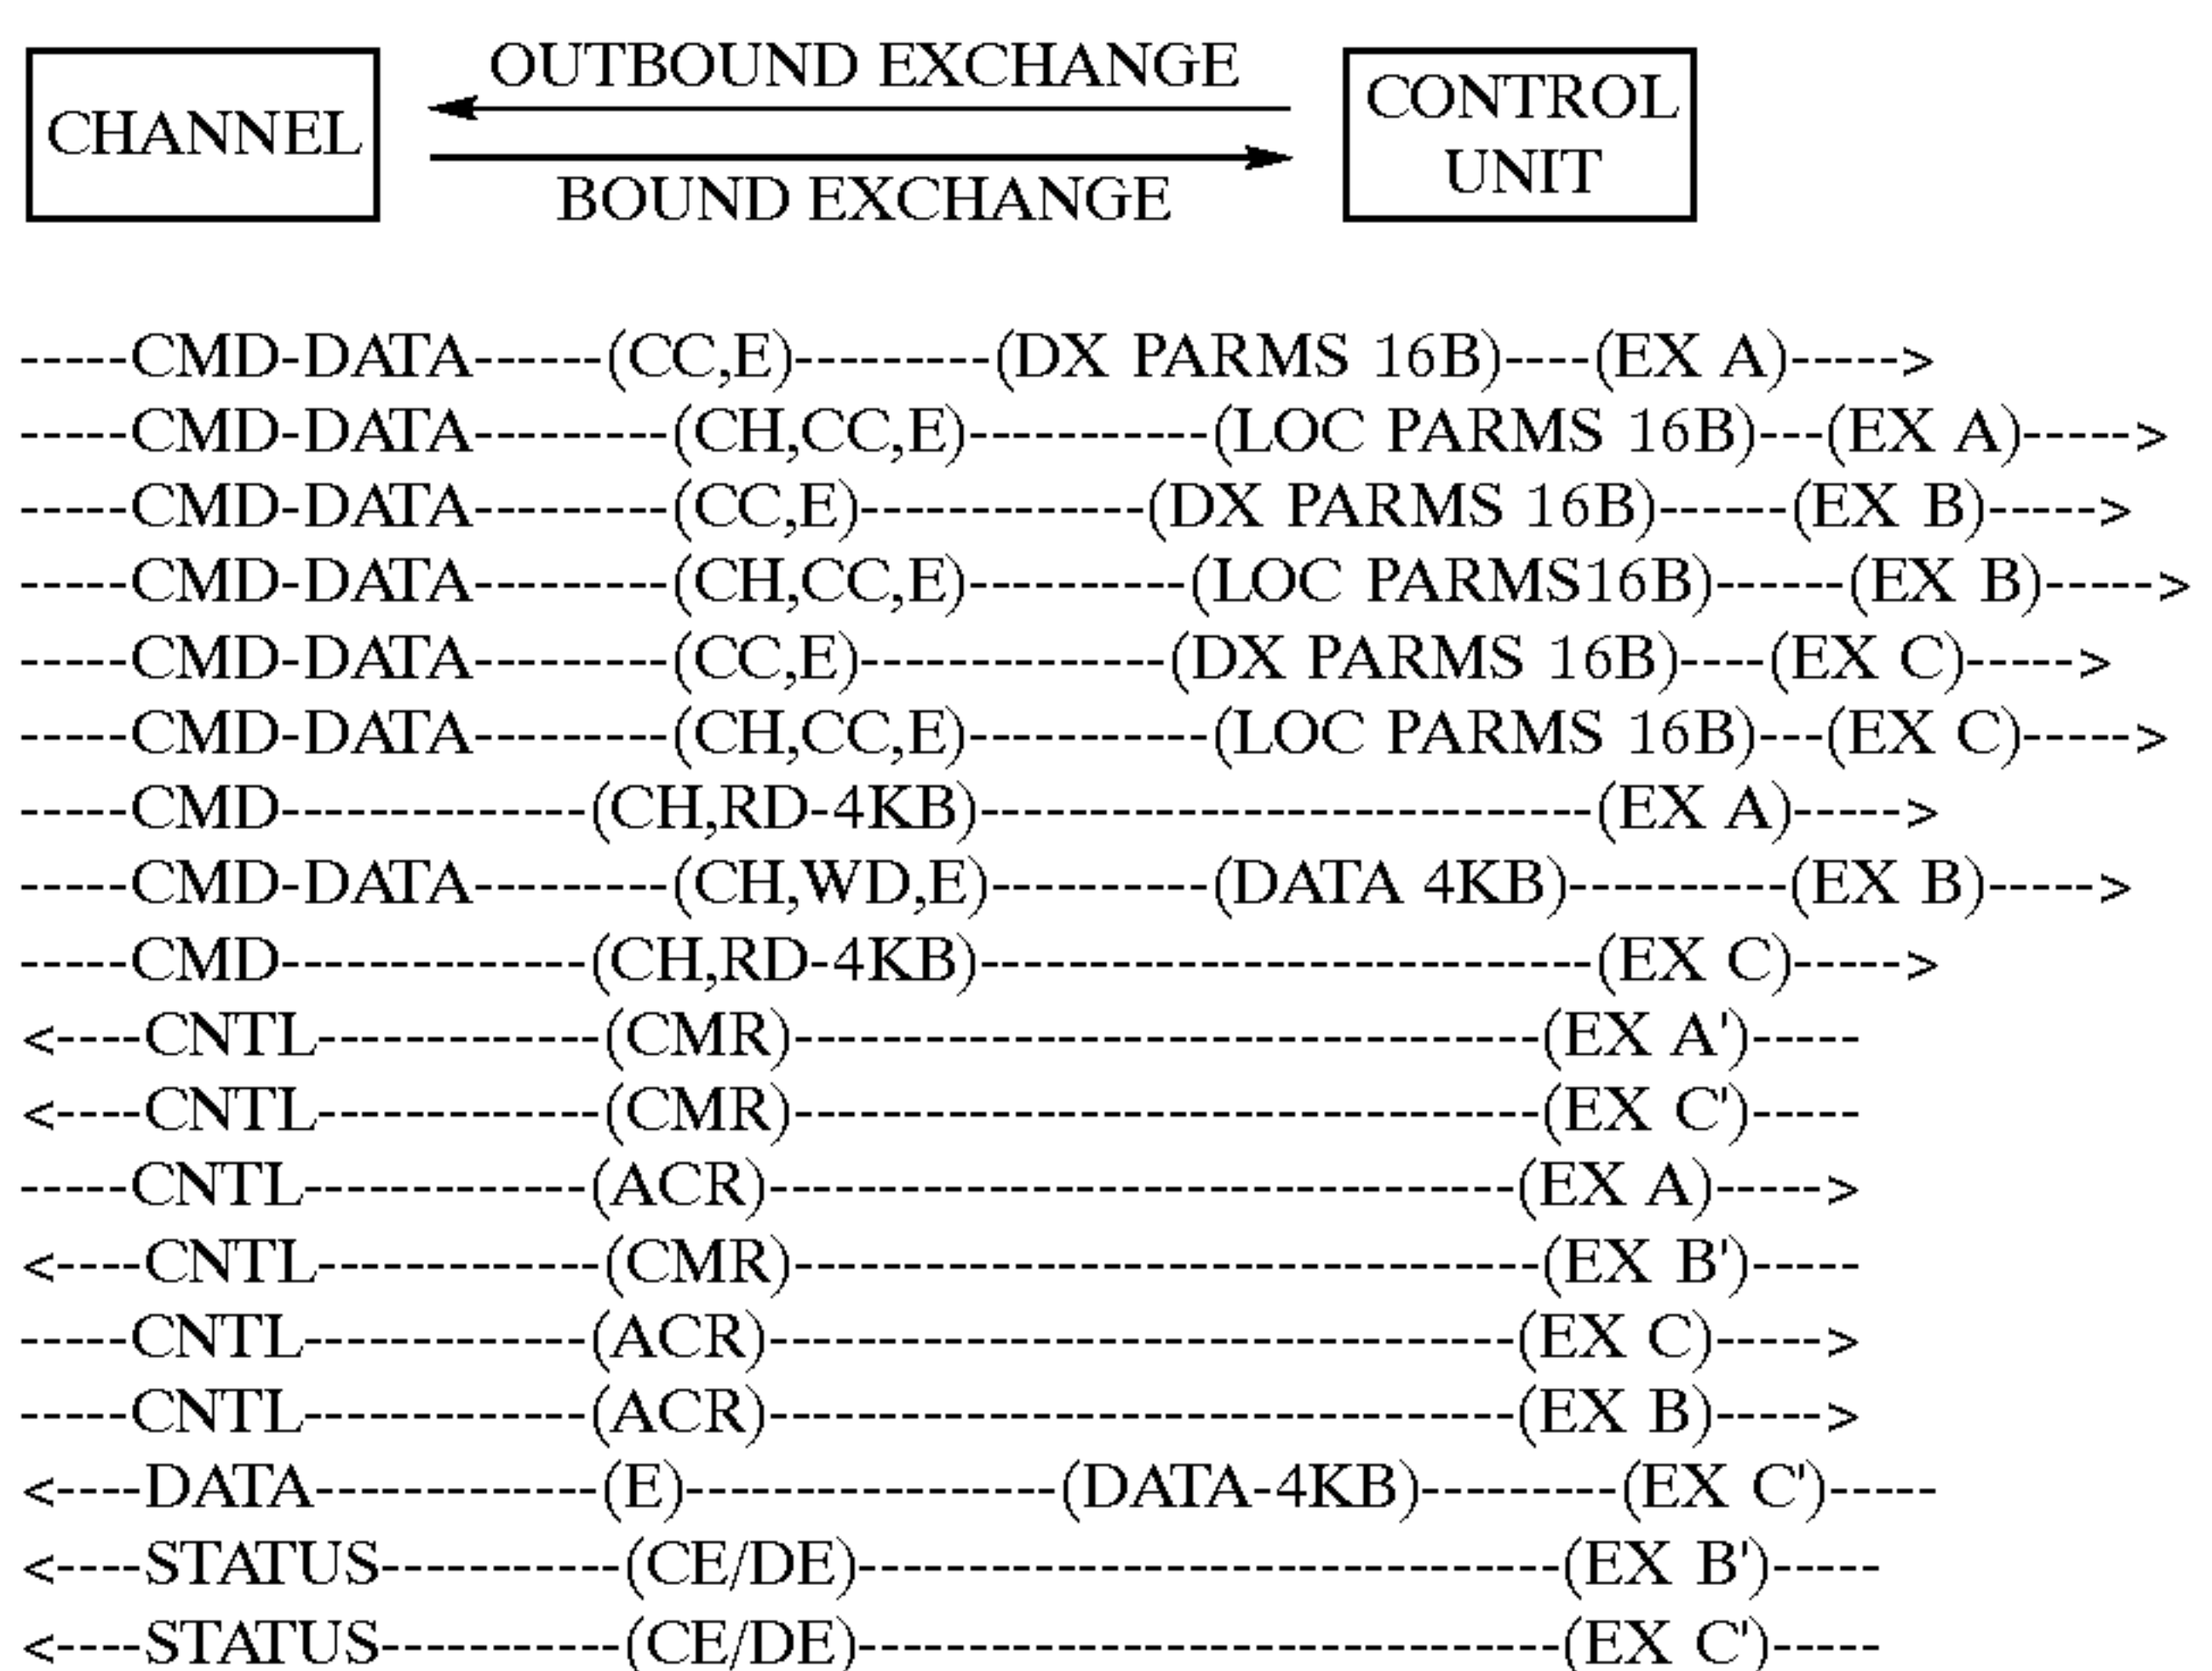 OUTBOUND EXCHANGE
CHANNEL
CONTROL
UNIT
BOUND EXCHANGE
-----CMD-DATA------(CC,E)---------(DX PARMS 16B)----(EX A)----->
-----CMD-DATA---------(CH,CC,E)-----------(LOC PARMS 16B)---(EX A)----->
-----CMD-DATA---------(CC,E)-------------(DX PARMS 16B)------(EX B)----->
-----CMD-DATA---------(CH,CC,E)----------(LOC PARMS16B)------(EX B)----->
-----CMD-DATA---------(CC,E)--------------(DX PARMS 16B)----(EX C)----->
-----CMD-DATA---------(CH,CC,E)-----------(LOC PARMS 16B)---(EX C)----->
-----CMD--------------(CH,RD-4KB)-----------------------------(EX A)----->
-----CMD-DATA---------(CH,WD,E)----------(DATA 4KB)----------(EX B)----->
-----CMD--------------(CH,RD-4KB)-----------------------------(EX C)----->
<----CNTL-------------(CMR)-----------------------------------(EX A')-----
<----CNTL-------------(CMR)-----------------------------------(EX C')-----
-----CNTL-------------(ACR)-----------------------------------(EX A)----->
<----CNTL-------------(CMR)-----------------------------------(EX B')-----
-----CNTL-------------(ACR)-----------------------------------(EX C)----->
-----CNTL-------------(ACR)-----------------------------------(EX B)----->
<----DATA-------------(E)-----------------(DATA-4KB)---------(EX C')-----
<----STATUS-----------(CE/DE)---------------------------------(EX B')-----
<----STATUS-----------(CE/DE)---------------------------------(EX C')-----